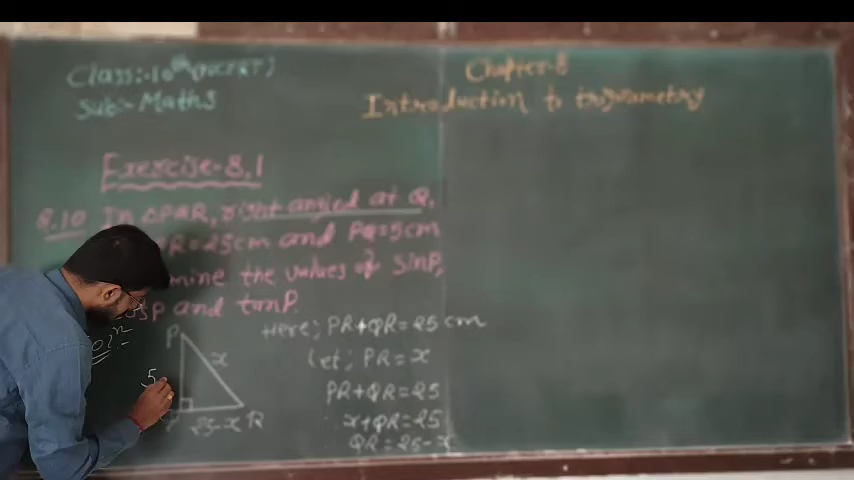 Class:-10th (NCERT)
Sub:- Maths
Chapter-8
Introduction to trigonometry
Exercise-8.1
Q.10 In ΔPQR, right angled at Q,
PR=25cm and PQ=5cm
mine the values of sinP,
P and tanP.
Solⁿ:-
Here; PR+QR=25 cm
Let; PR=x
PR+QR=25
x+QR=25
QR=25-x
P
x
5
25-x R